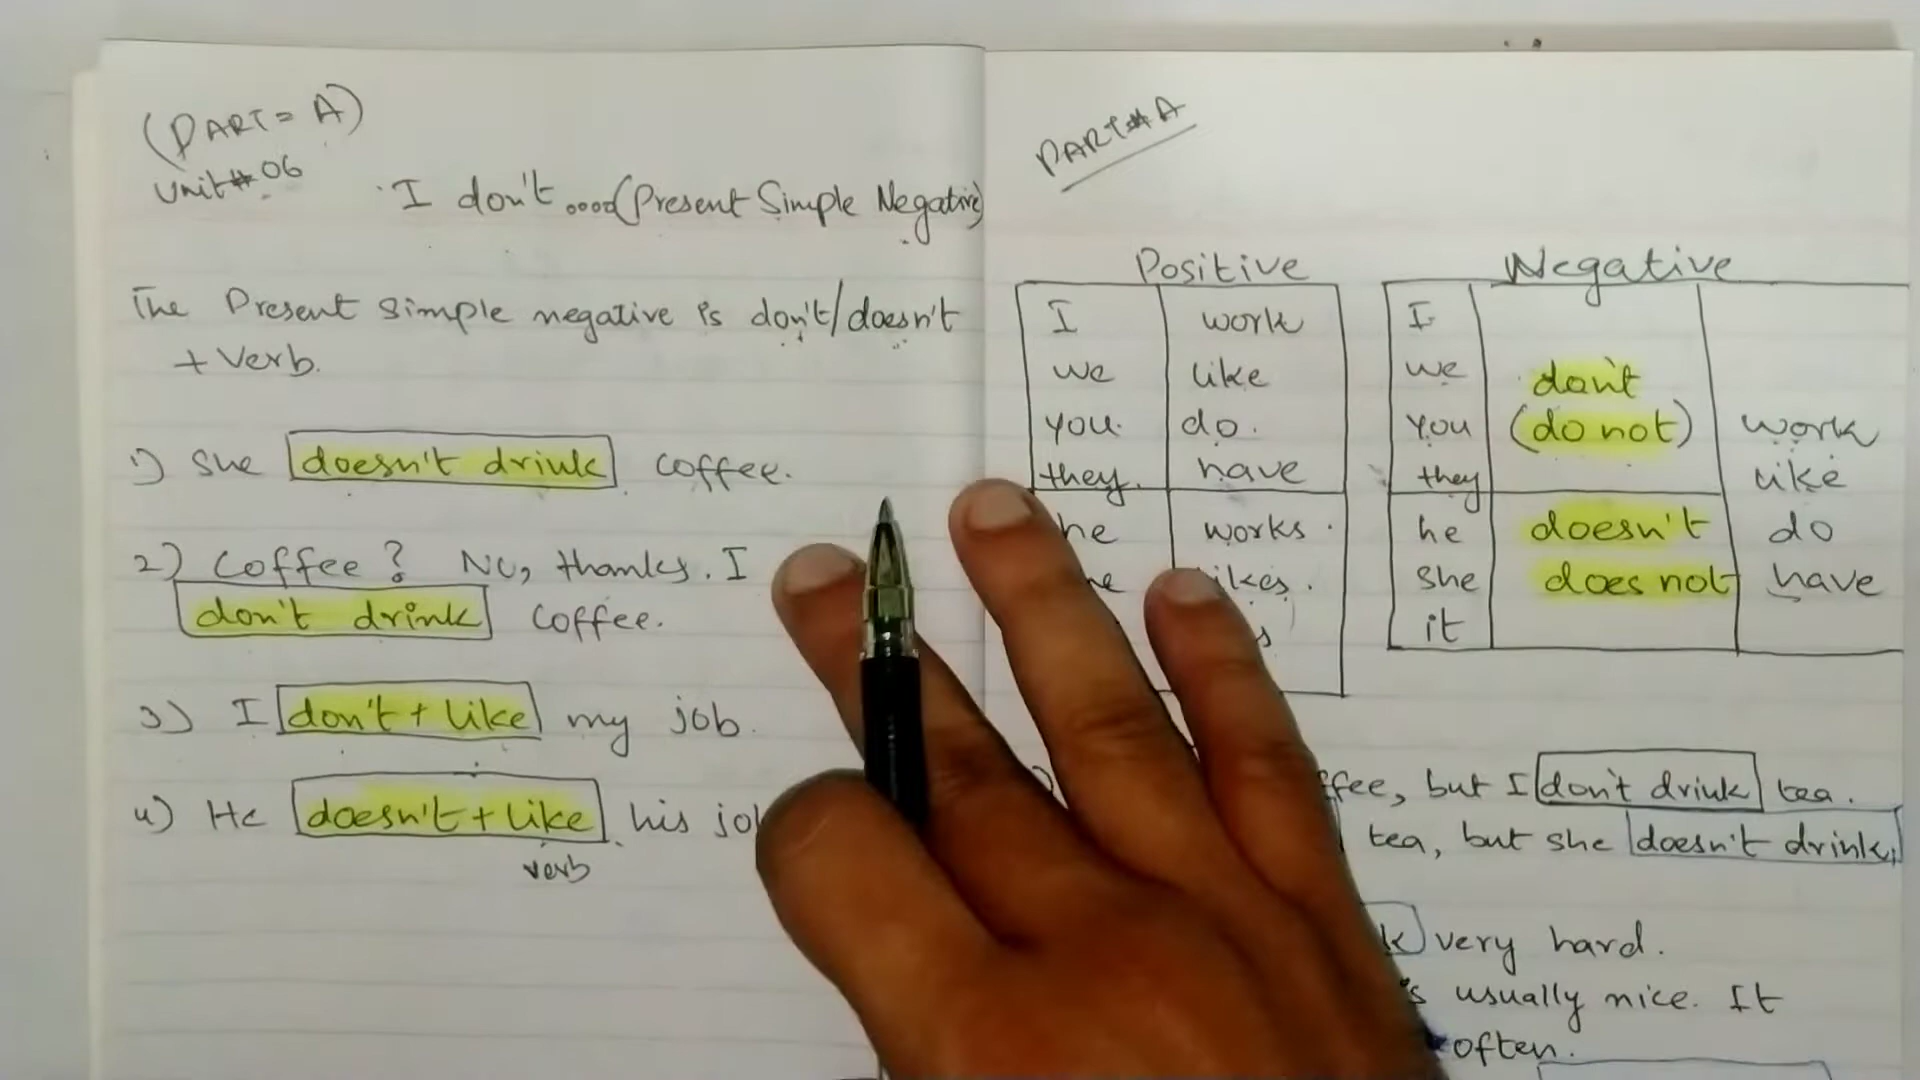 (PART = A)
Unit # 06
I don't ....(Present Simple Negative)
The Present Simple negative is don't/doesn't
+ Verb.
1) She doesn't drink coffee.
2) Coffee? No, thanks. I
don't drink coffee.
3) I don't + like my job.
4) He doesn't + like his
verb
PART # A
Positive
I work
we like
you do.
they have
he works
likes.
Negative
I
we don't
you (do not) work
they like
he doesn't do
she does not have
it
but I don't drink tea.
tea, but she doesn't drink,
very hard.
usually nice. It
often.